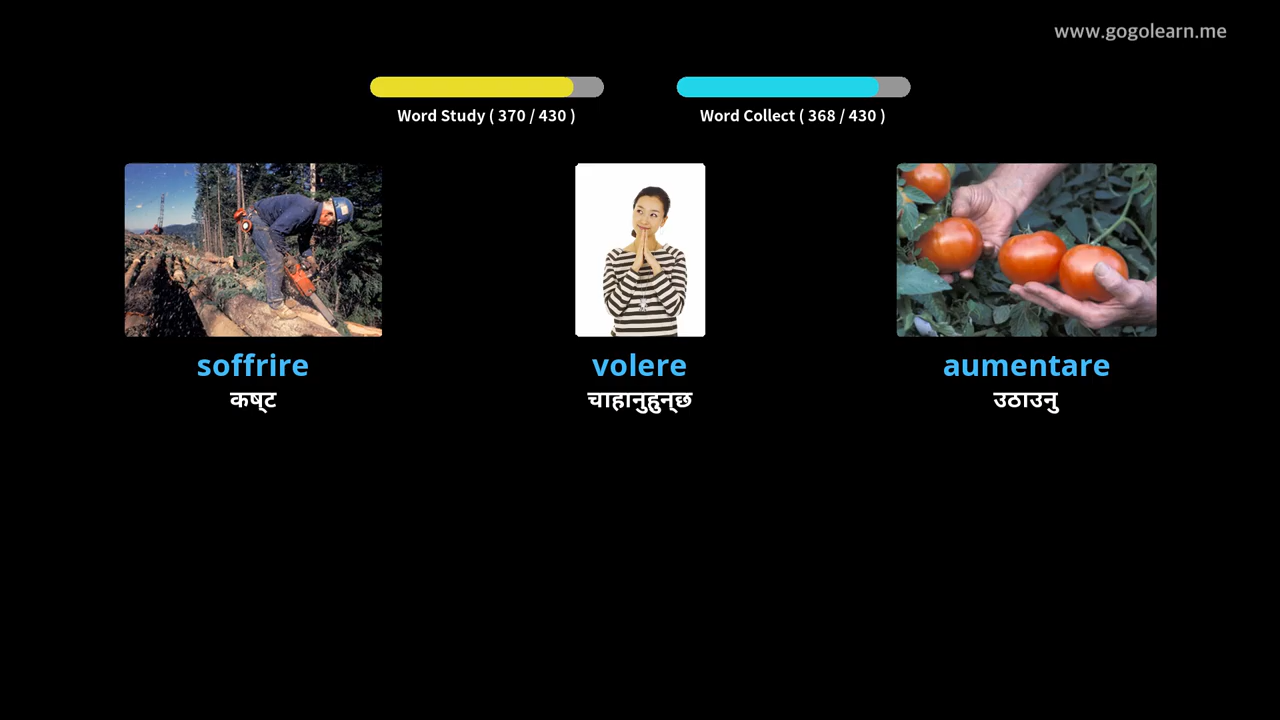 www.gogolearn.me
Word Study ( 370 / 430 )
Word Collect ( 368 / 430 )
soffrire
कष्ट
volere
चाहानुहुन्छ
aumentare
उठाउनु